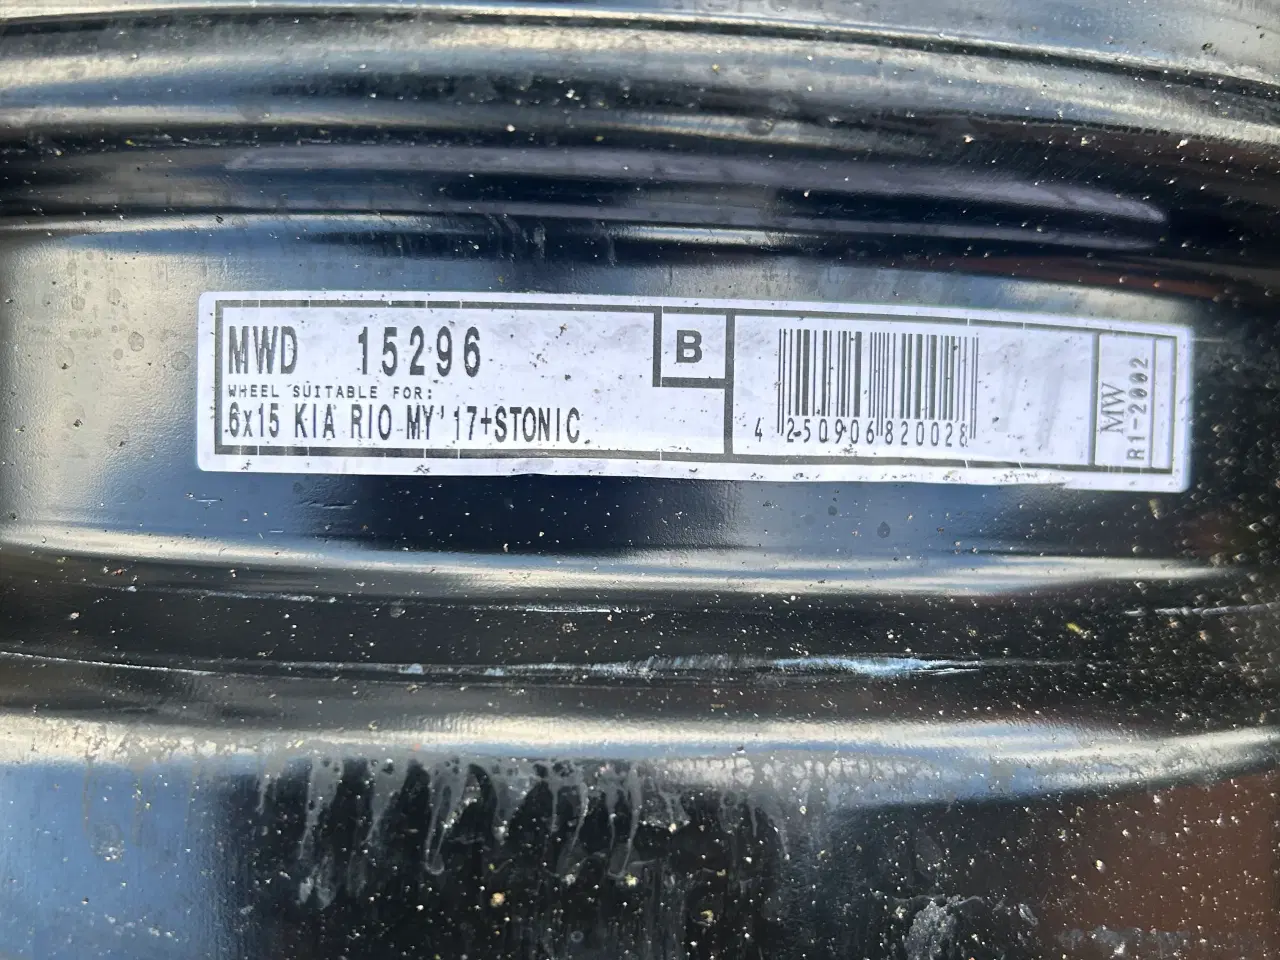 MWD 15296
B
WHEEL SUITABLE FOR:
6x15 KIA RIO MY'17+STONIC
4 250906 820028
MW
R1-2002